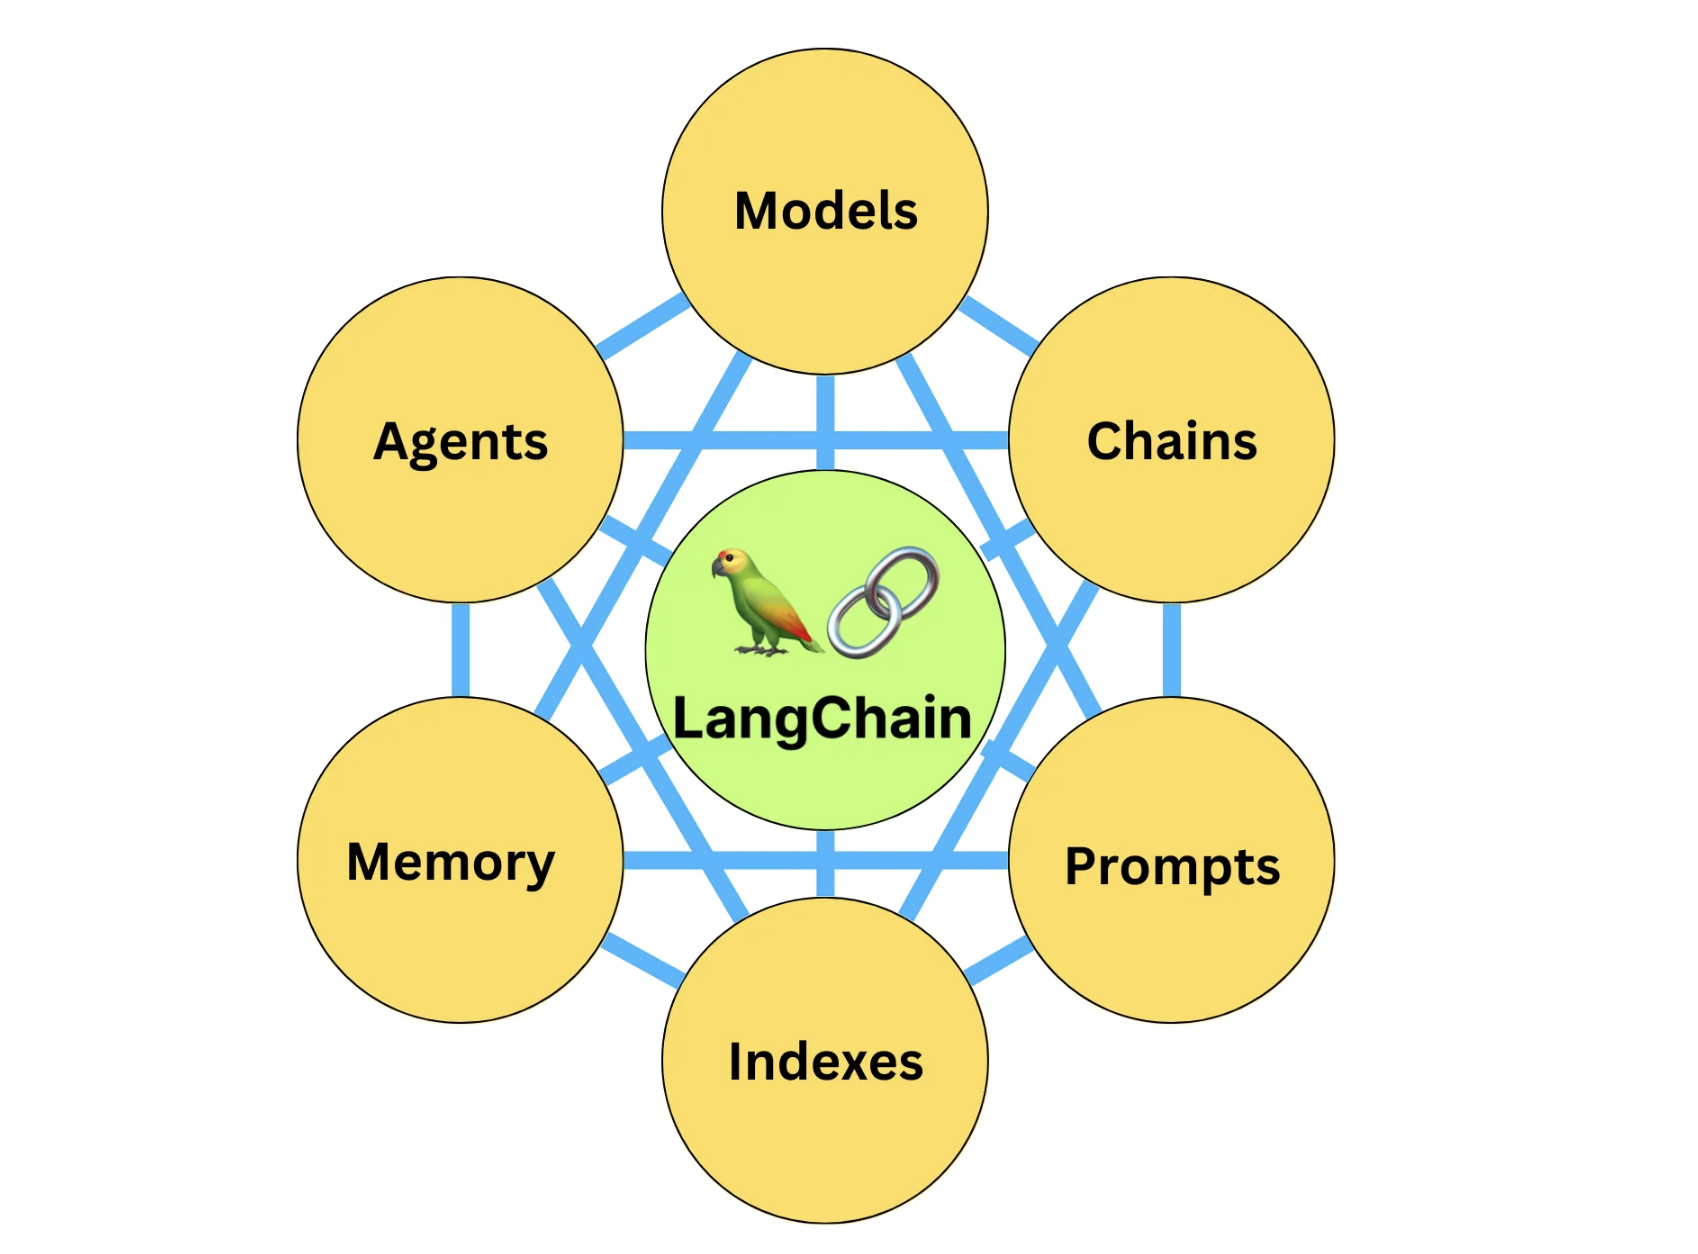 Models
Agents
Chains
LangChain
Memory
Prompts
Indexes